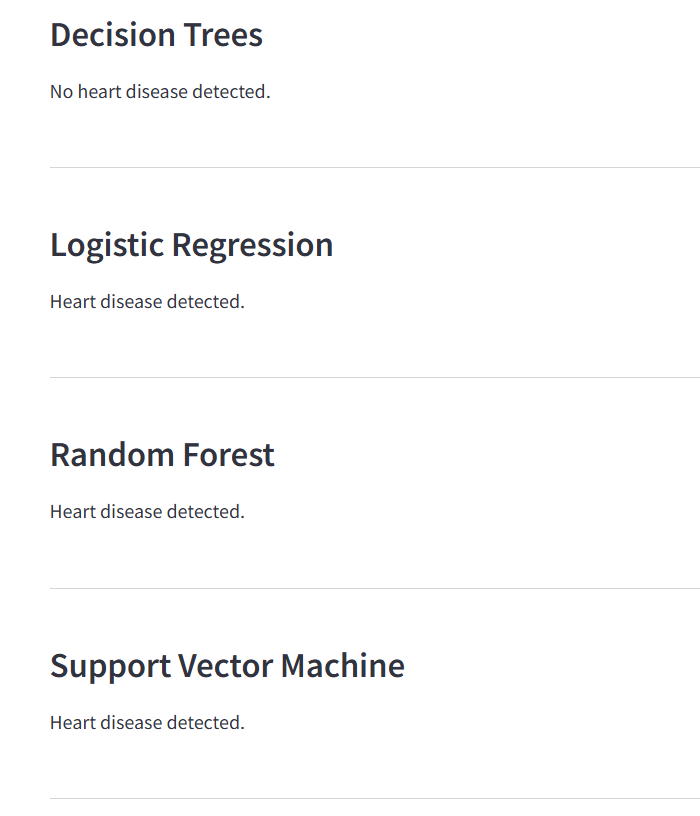 Decision Trees
No heart disease detected.
Logistic Regression
Heart disease detected.
Random Forest
Heart disease detected.
Support Vector Machine
Heart disease detected.